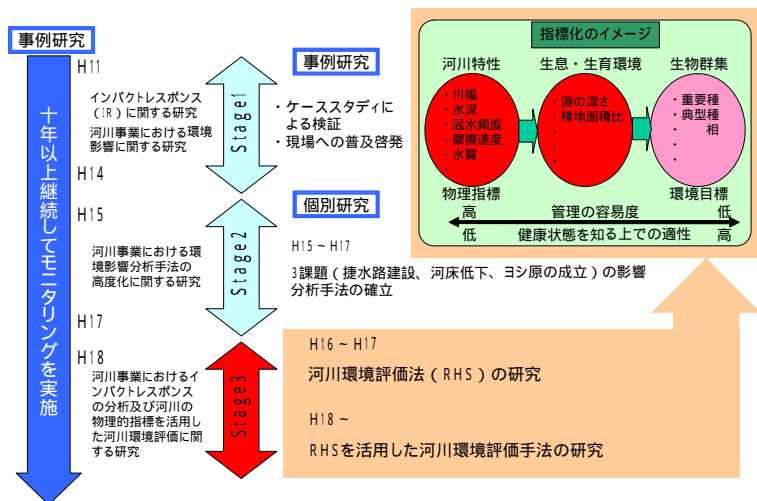 事例研究
十年以上継続してモニタリングを実施
H11
インパクトレスポンス
(IR)に関する研究
河川事業における環境
影響に関する研究
H14
H15
河川事業における環
境影響分析手法の
高度化に関する研究
H17
H18
河川事業におけるイ
ンパクトレスポンス
の分析及び河川の
物理的指標を活用し
た河川環境評価に関
する研究
Stage1
Stage2
Stage3
事例研究
・ケーススタディに
よる検証
・現場への普及啓発
個別研究
H15~H17
3課題(捷水路建設、河床低下、ヨシ原の成立)の影響
分析手法の確立
H16~H17
河川環境評価法(RHS)の研究
H18~
RHSを活用した河川環境評価手法の研究
指標化のイメージ
河川特性
・川幅
・水深
・冠水頻度
・摩擦速度
・水質
・
物理指標
生息・生育環境
・淵の深さ
・裸地面積比
・
・
・
生物群集
・重要種
・典型種
・ 相
・
・
環境目標
高 管理の容易度 低
低 健康状態を知る上での適性 高